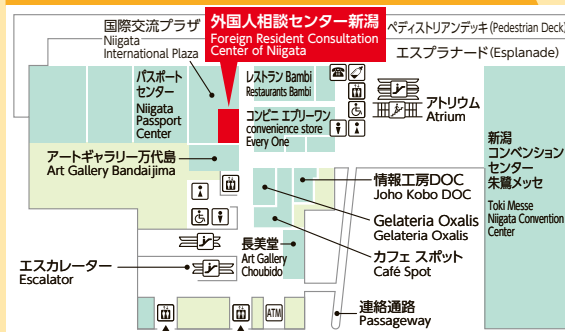 国際交流プラザ
Niigata
International Plaza
外国人相談センター新潟
Foreign Resident Consultation
Center of Niigata
ペディストリアンデッキ(Pedestrian Deck)
エスプラナード(Esplanade)
パスポート
センター
Niigata
Passport
Center
レストラン Bambi
Restaurants Bambi
コンビニ エブリーワン
convenience store
Every One
アトリウム
Atrium
新潟
コンベンション
センター
朱鷺メッセ
Toki Messe
Niigata Convention
Center
アートギャラリー万代島
Art Gallery Bandaijima
情報工房DOC
Joho Kobo DOC
Gelateria Oxalis
Gelateria Oxalis
カフェ スポット
Café Spot
長美堂
Art Gallery
Choubido
エスカレーター
Escalator
ATM
連絡通路
Passageway